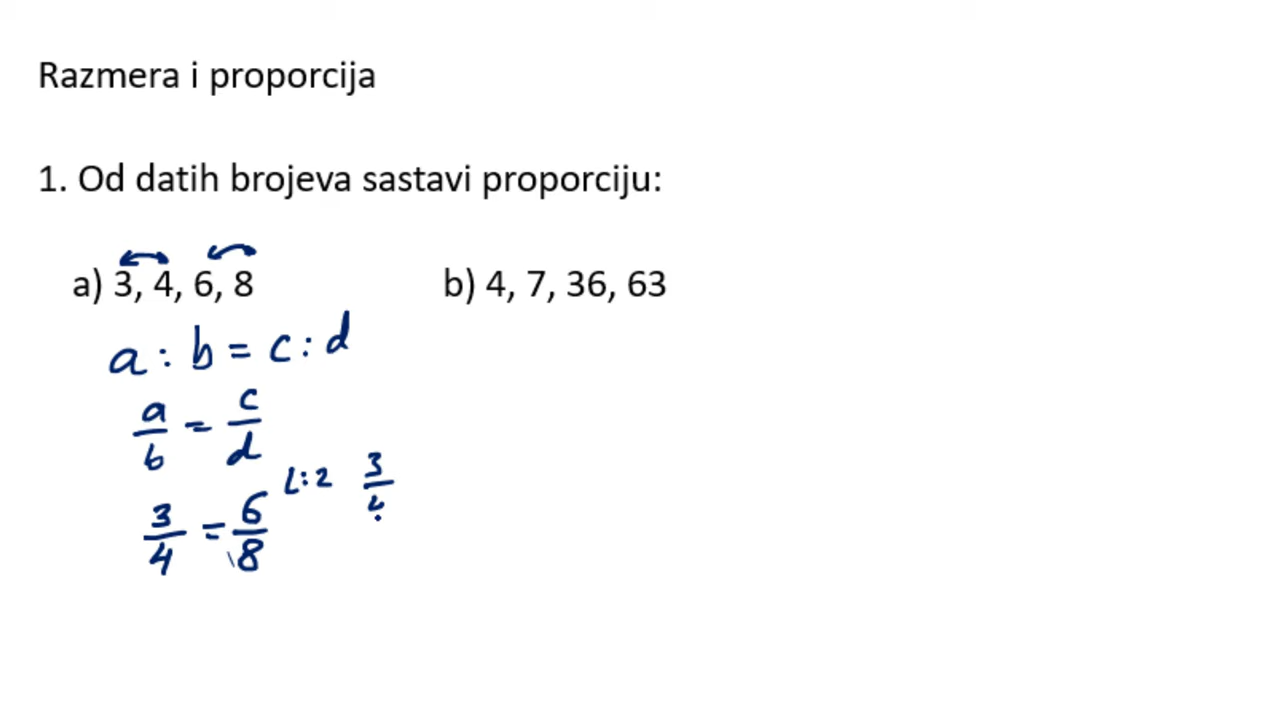 Razmera i proporcija
1. Od datih brojeva sastavi proporciju:
a) 3, 4, 6, 8
b) 4, 7, 36, 63
a : b = c : d
a/b = c/d
3/4 = 6/8 L:2 3/4